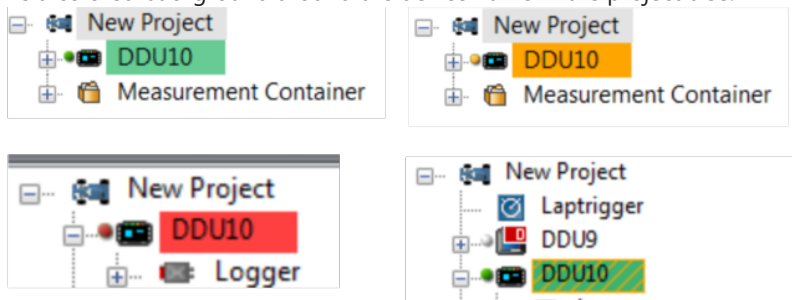 New Project
DDU10
Measurement Container
New Project
DDU10
Measurement Container
New Project
DDU10
Logger
New Project
Laptrigger
DDU9
DDU10